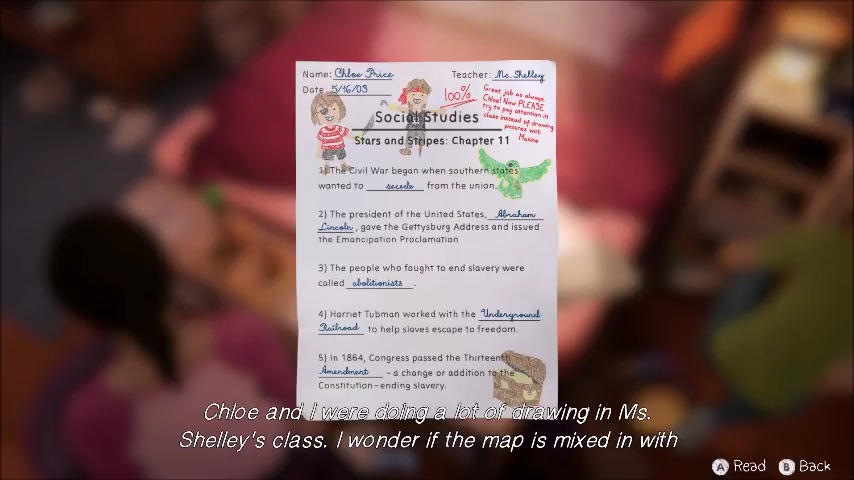 Name: Chloe Price Teacher: Ms. Shelley
Date 5/16/03
100%
Great job as always,
Chloe! Now PLEASE
try to pay attention in
class instead of drawing
pictures with
Maxine
Social Studies
Stars and Stripes: Chapter 11
1) The Civil War began when southern states
wanted to secede from the union.
2) The president of the United States, Abraham
Lincoln, gave the Gettysburg Address and issued
the Emancipation Proclamation
3) The people who fought to end slavery were
called abolitionists.
4) Harriet Tubman worked with the Underground
Railroad to help slaves escape to freedom.
5) In 1864, Congress passed the Thirteenth
Amendment - a change or addition to the
Constitution-ending slavery.
Chloe and I were doing a lot of drawing in Ms.
Shelley's class. I wonder if the map is mixed in with
A Read B Back